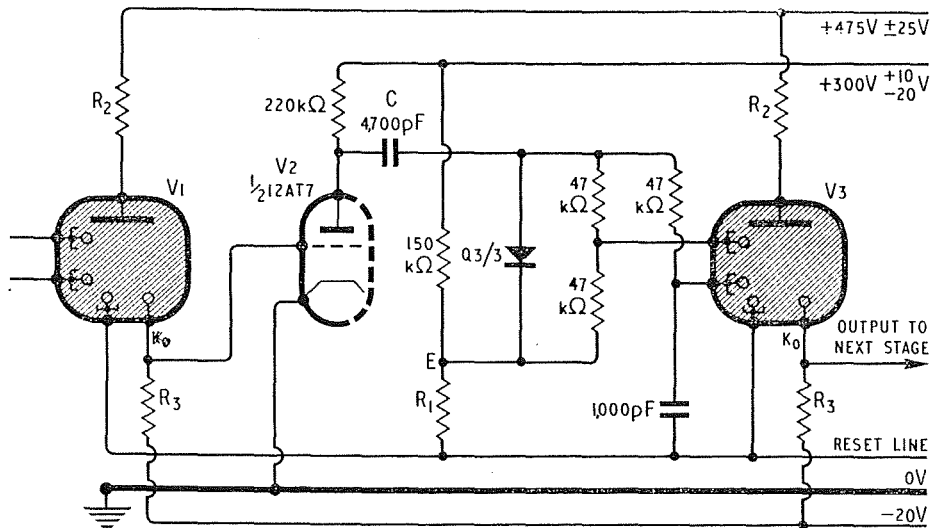 +475V ±25V
+300V +10
-20 V
R2
220kΩ
C
4,700pF
R2
V1
V2
½12AT7
47
kΩ
47
kΩ
V3
150
kΩ
Q3/3
47
kΩ
K0
K0
OUTPUT TO
NEXT STAGE
E
R3
R1
1,000pF
R3
RESET LINE
0V
-20V